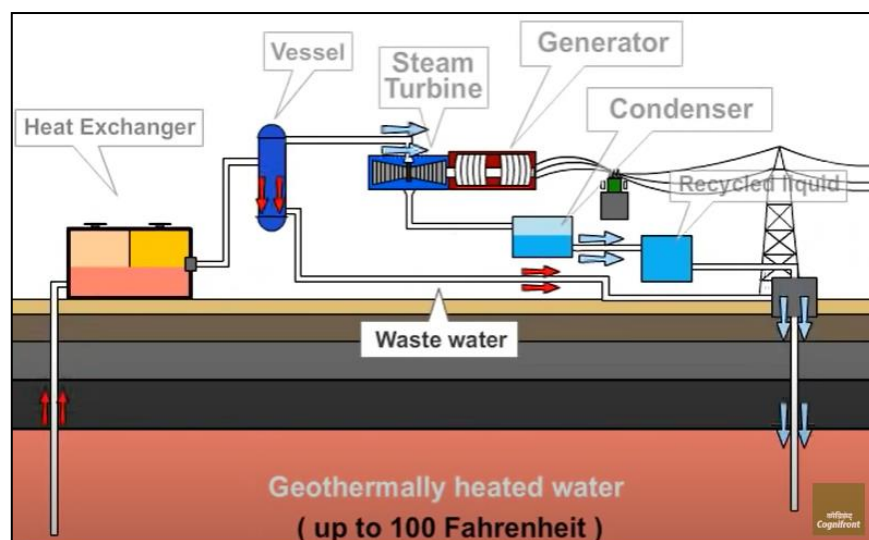 Vessel
Steam
Turbine
Generator
Heat Exchanger
Condenser
Recycled liquid
Waste water
Geothermally heated water
( up to 100 Fahrenheit )
Cognifront